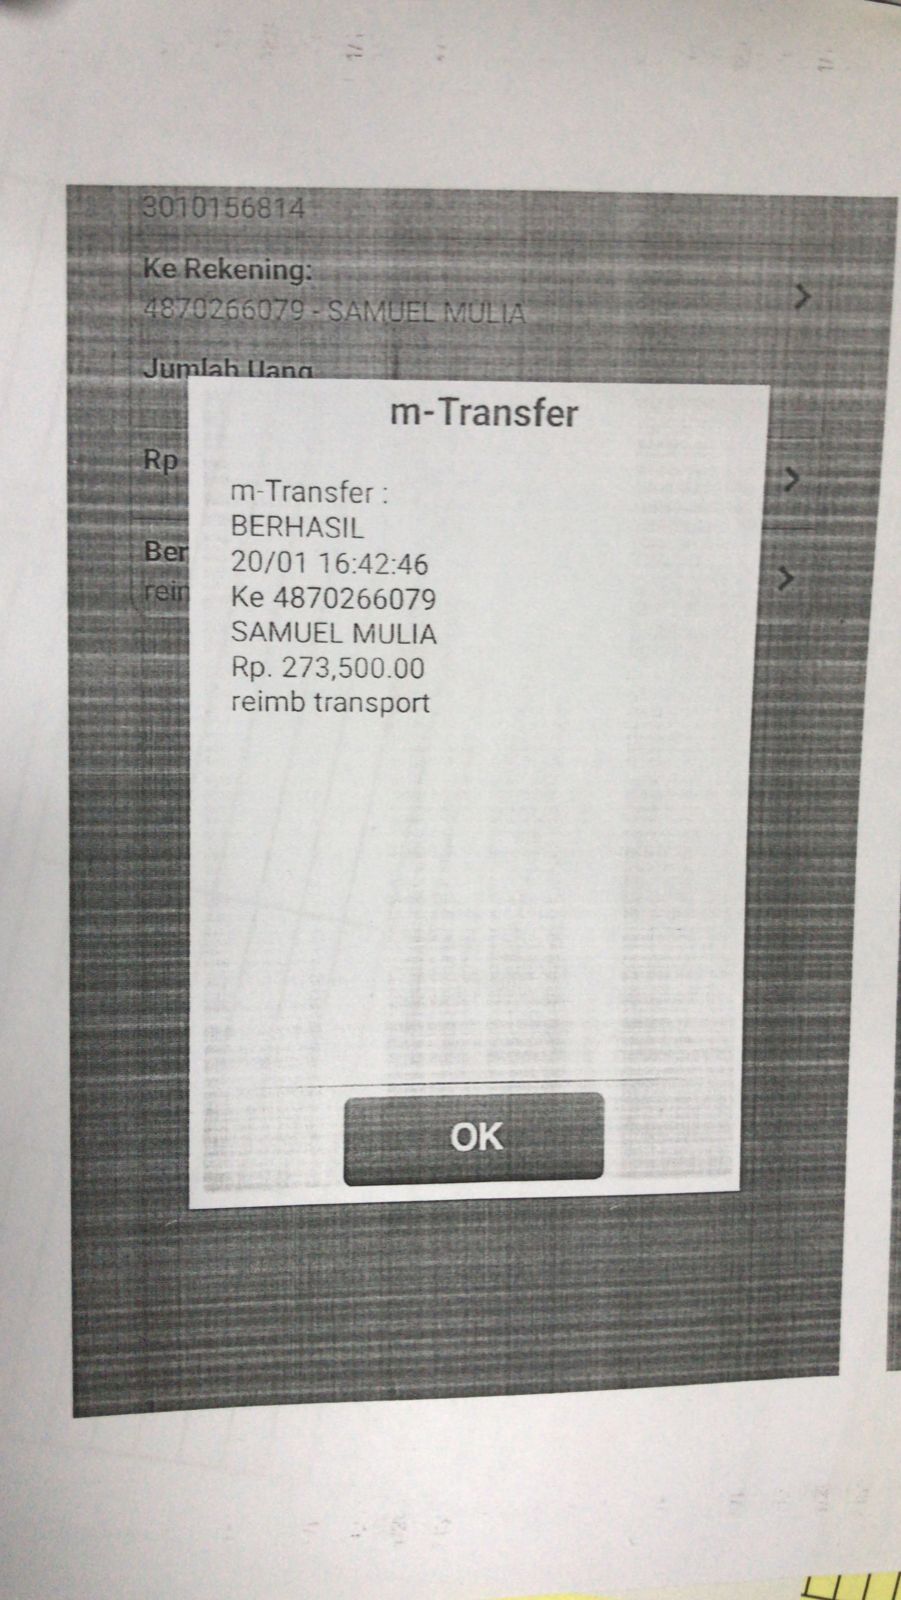 3010156814
Ke Rekening:
4870266079 - SAMUEL MULIA
Jumlah Uang
m-Transfer
Rp
m-Transfer :
BERHASIL
Ber
20/01 16:42:46
rein
Ke 4870266079
SAMUEL MULIA
Rp. 273,500.00
reimb transport
OK